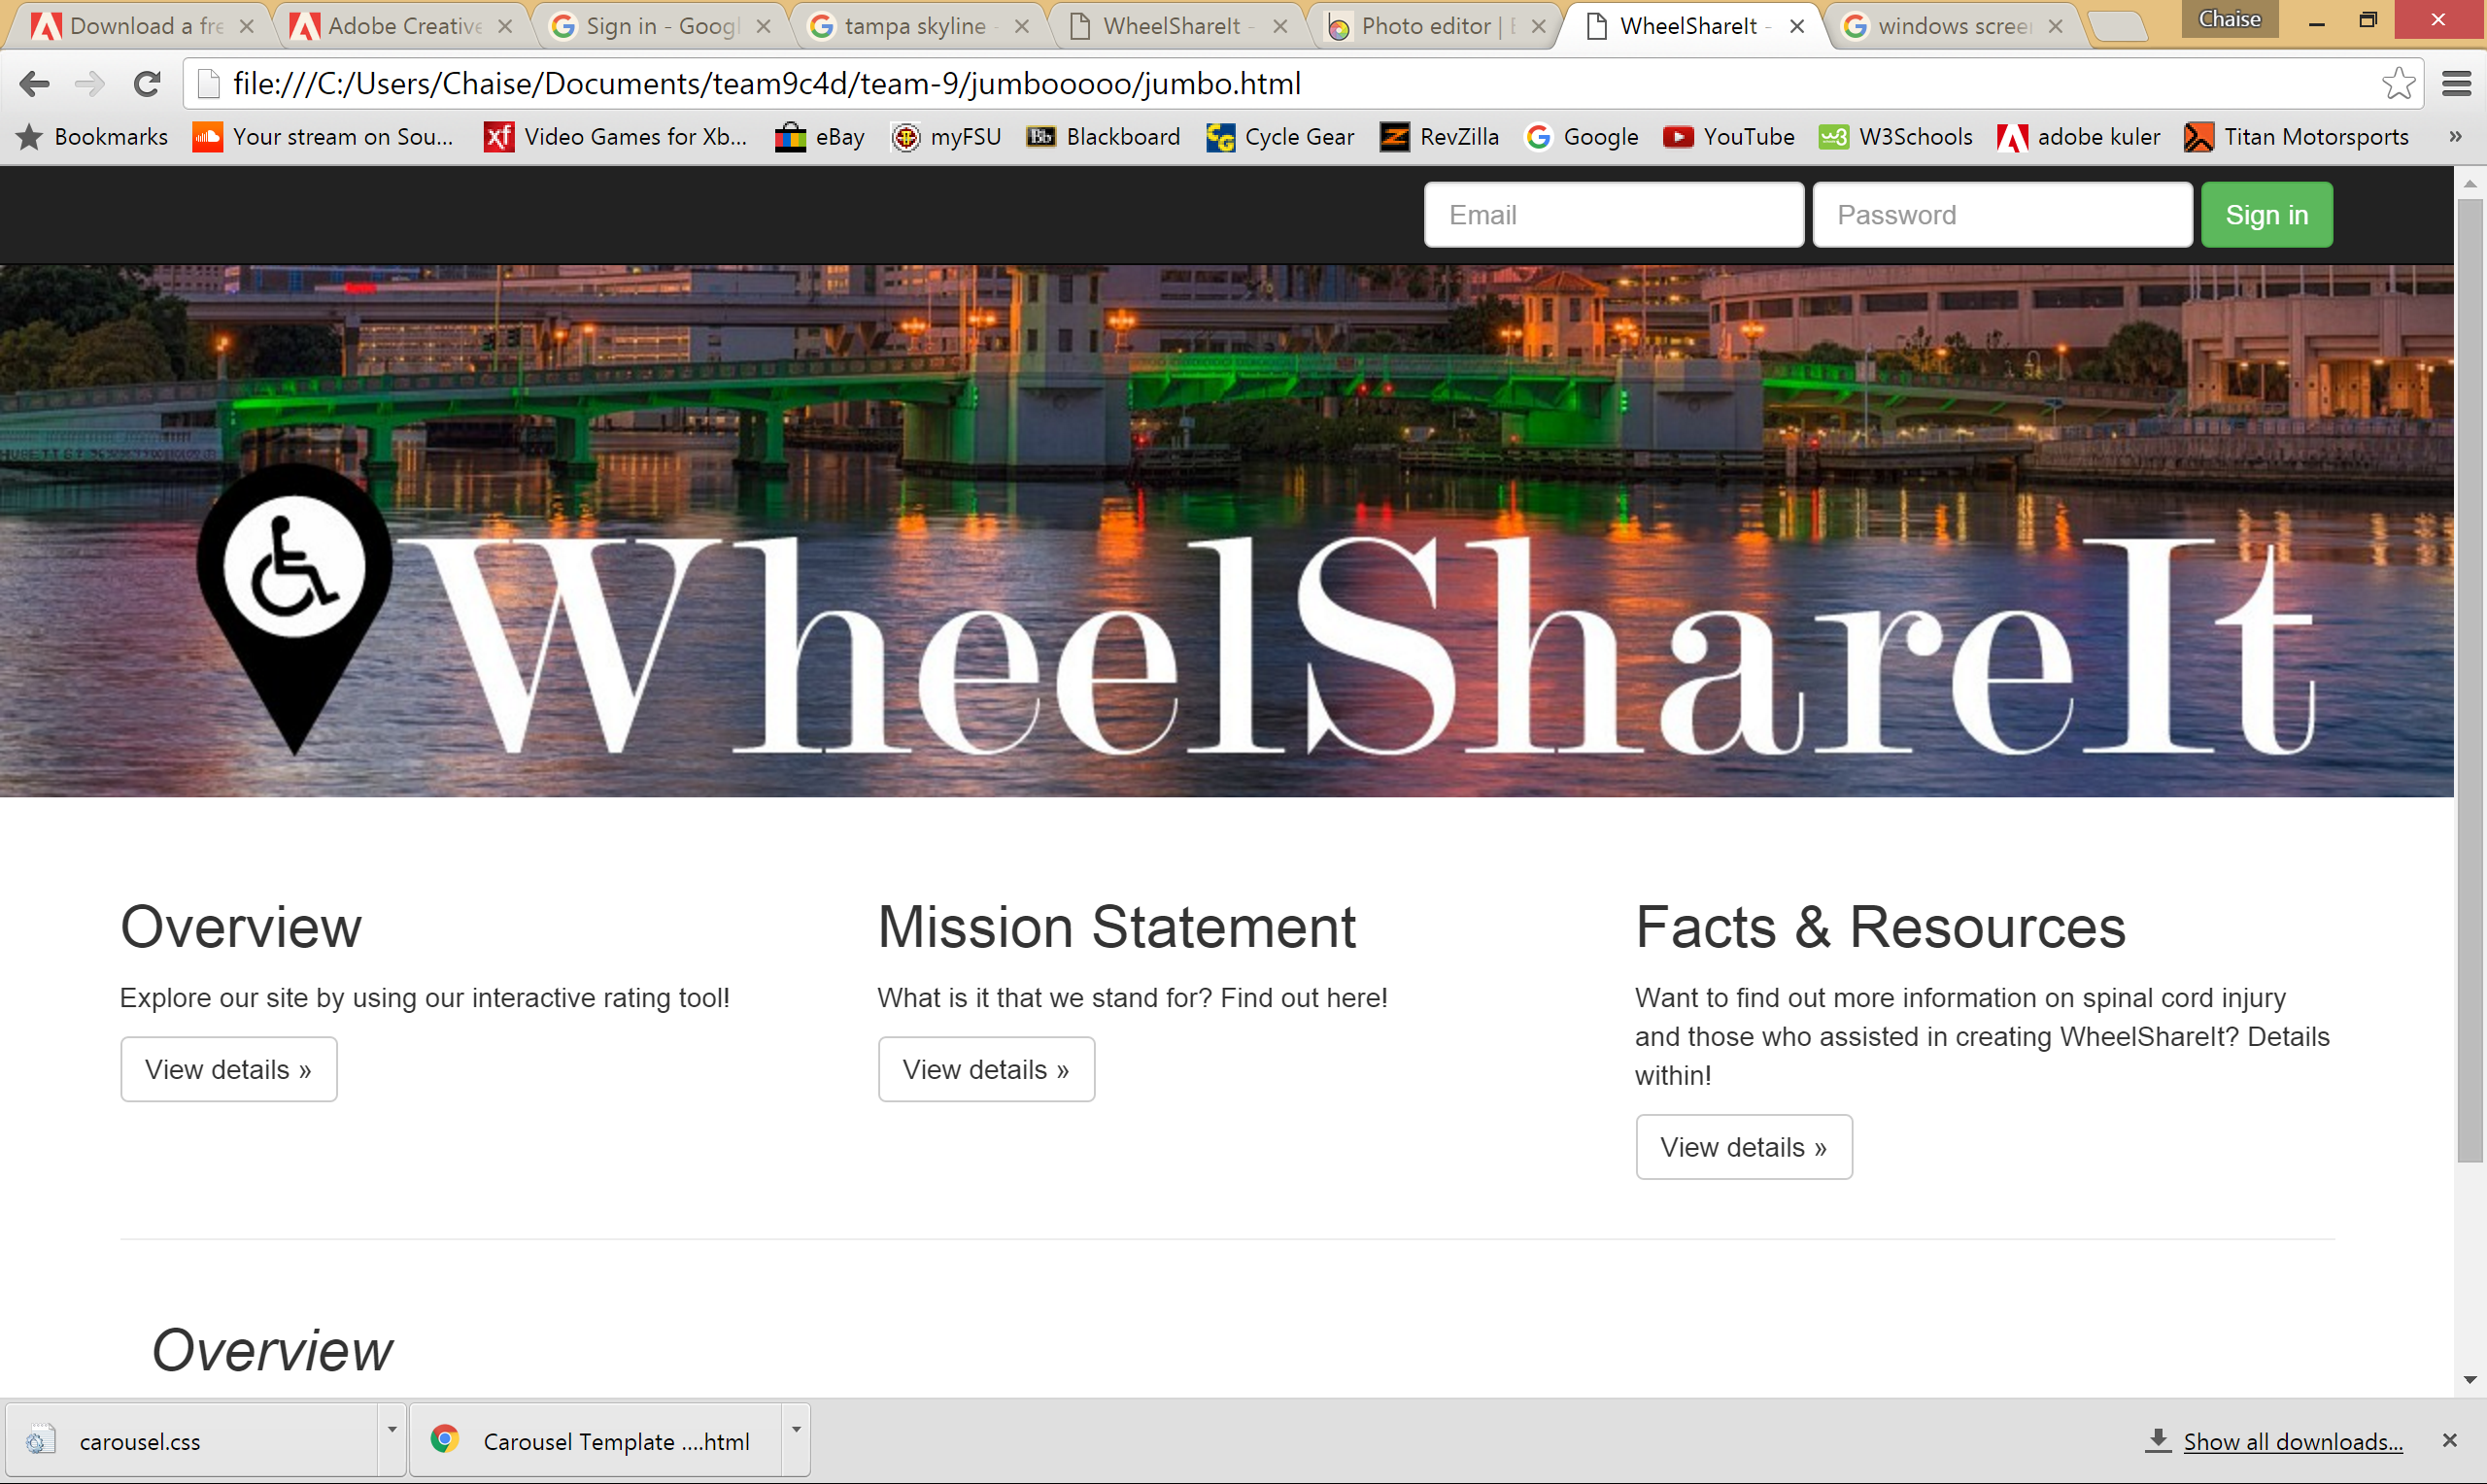 Download a fre
Adobe Creative
Sign in - Googl
tampa skyline -
WheelShareIt -
Photo editor | B
WheelShareIt -
windows screen
Chaise
file:///C:/Users/Chaise/Documents/team9c4d/team-9/jumbooooo/jumbo.html
Bookmarks
Your stream on Sou...
Video Games for Xb...
eBay
myFSU
Bb
Blackboard
Cycle Gear
RevZilla
Google
YouTube
W3Schools
adobe kuler
Titan Motorsports
»
Email
Password
Sign in
WheelShareIt
Overview
Explore our site by using our interactive rating tool!
View details »
Mission Statement
What is it that we stand for? Find out here!
View details »
Facts & Resources
Want to find out more information on spinal cord injury
and those who assisted in creating WheelShareIt? Details
within!
View details »
Overview
carousel.css
Carousel Template ....html
Show all downloads...